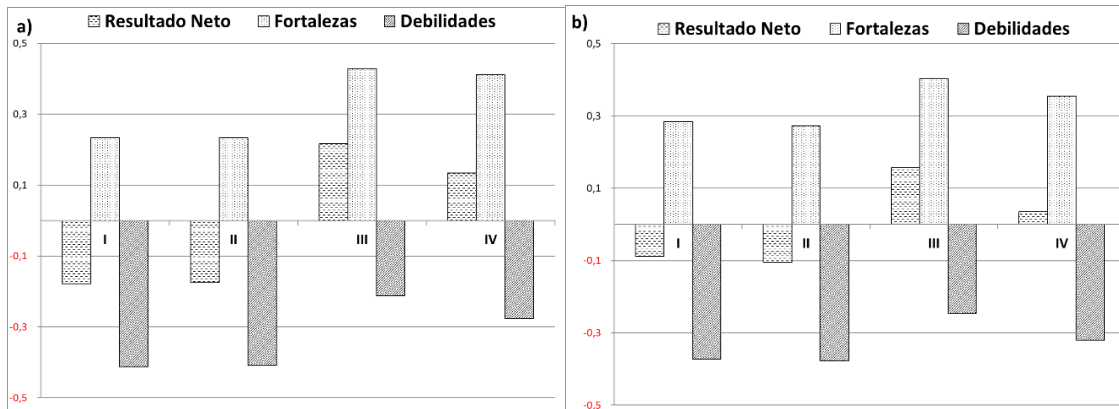 a)
Resultado Neto Fortalezas Debilidades
0,5
0,3
0,1
-0,1
-0,3
-0,5
I II III IV
b)
Resultado Neto Fortalezas Debilidades
0,5
0,3
0,1
-0,1
-0,3
-0.5
I II III IV